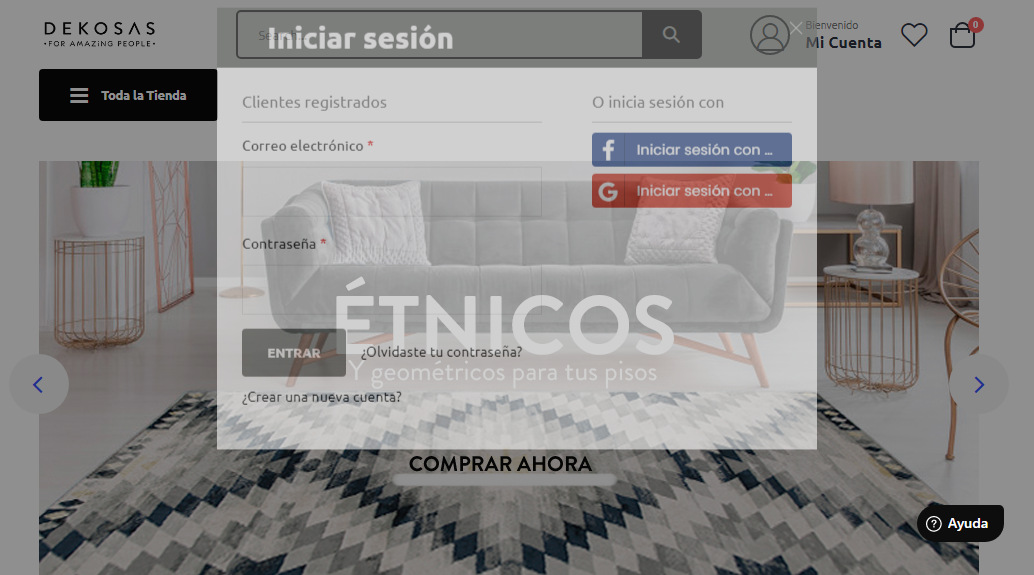 DEKOSAS
•FOR AMAZING PEOPLE•
Iniciar sesión
Bienvenido
Mi Cuenta
0
Toda la Tienda
Clientes registrados
O inicia sesión con
Correo electrónico *
Iniciar sesión con ...
Iniciar sesión con ...
Contraseña *
ÉTNICOS
ENTRAR
¿Olvidaste tu contraseña?
Y geométricos para tus pisos
¿Crear una nueva cuenta?
COMPRAR AHORA
Ayuda